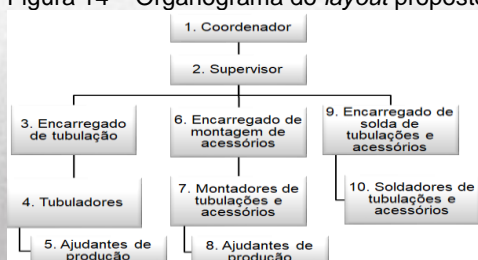 Figura 14 – Organograma do layout proposto
1. Coordenador
2. Supervisor
3. Encarregado
de tubulação
6. Encarregado de
montagem de
acessórios
9. Encarregado de
solda de
tubulações e
acessórios
4. Tubuladores
7. Montadores de
tubulações e
acessórios
10. Soldadores de
tubulações e
acessórios
5. Ajudantes de
produção
8. Ajudantes de
produção